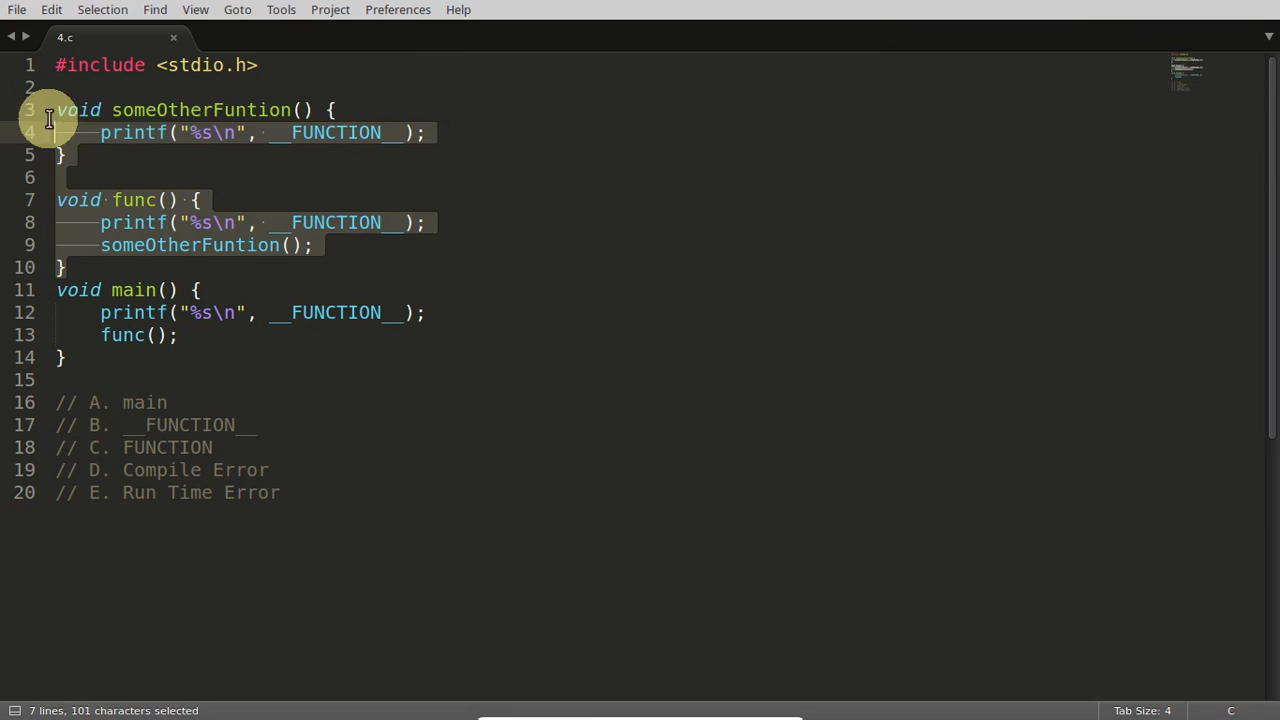 File Edit Selection Find View Goto Tools Project Preferences Help
4.c ×
1 #include <stdio.h>
2
3 void someOtherFuntion() {
4 printf("%s\n", __FUNCTION__);
5 }
6
7 void func() {
8 printf("%s\n", __FUNCTION__);
9 someOtherFuntion();
10 }
11 void main() {
12 printf("%s\n", __FUNCTION__);
13 func();
14 }
15
16 // A. main
17 // B. __FUNCTION__
18 // C. FUNCTION
19 // D. Compile Error
20 // E. Run Time Error
7 lines, 101 characters selected Tab Size: 4 C